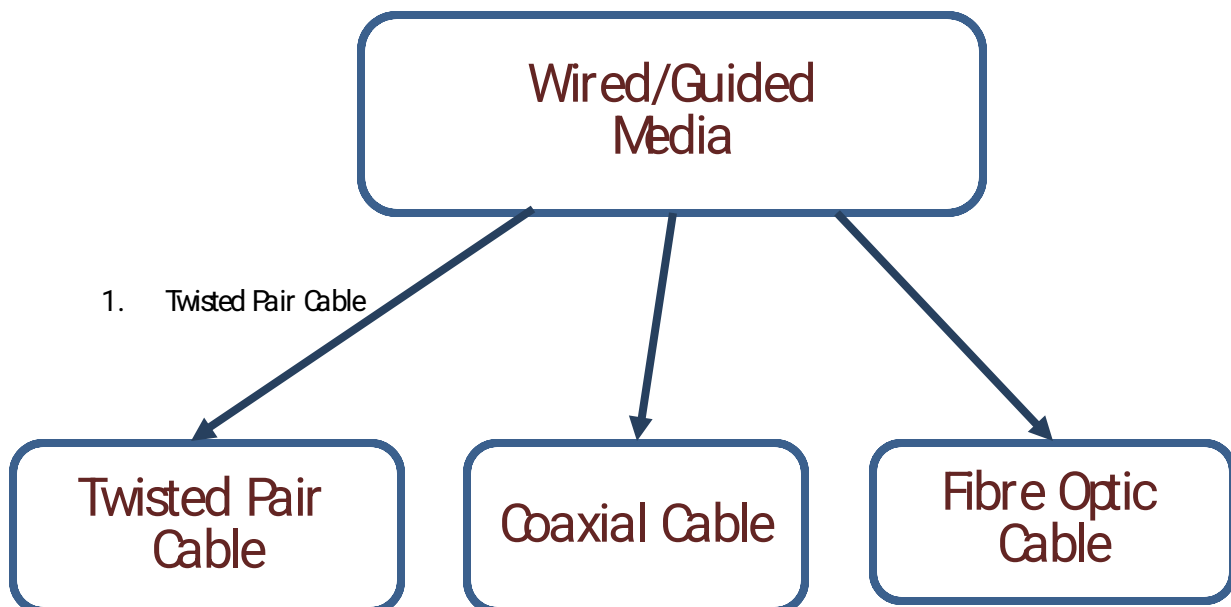 Wired/Guided
Media
1. Twisted Pair Cable
Twisted Pair
Cable
Coaxial Cable
Fibre Optic
Cable